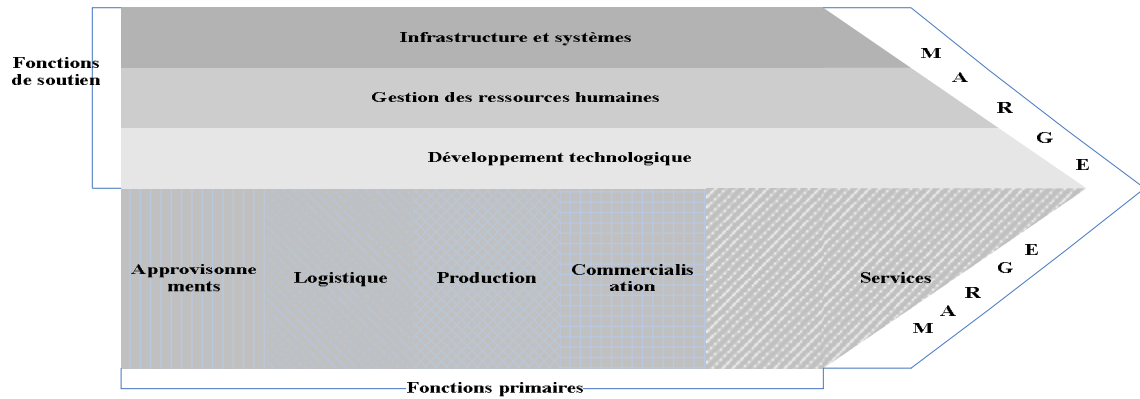 Infrastructure et systèmes
Fonctions
de soutien
Gestion des ressources humaines
Développement technologique
M A R G E
Approvisonne
ments
Logistique
Production
Commercialis
ation
Services
M A R G E
Fonctions primaires